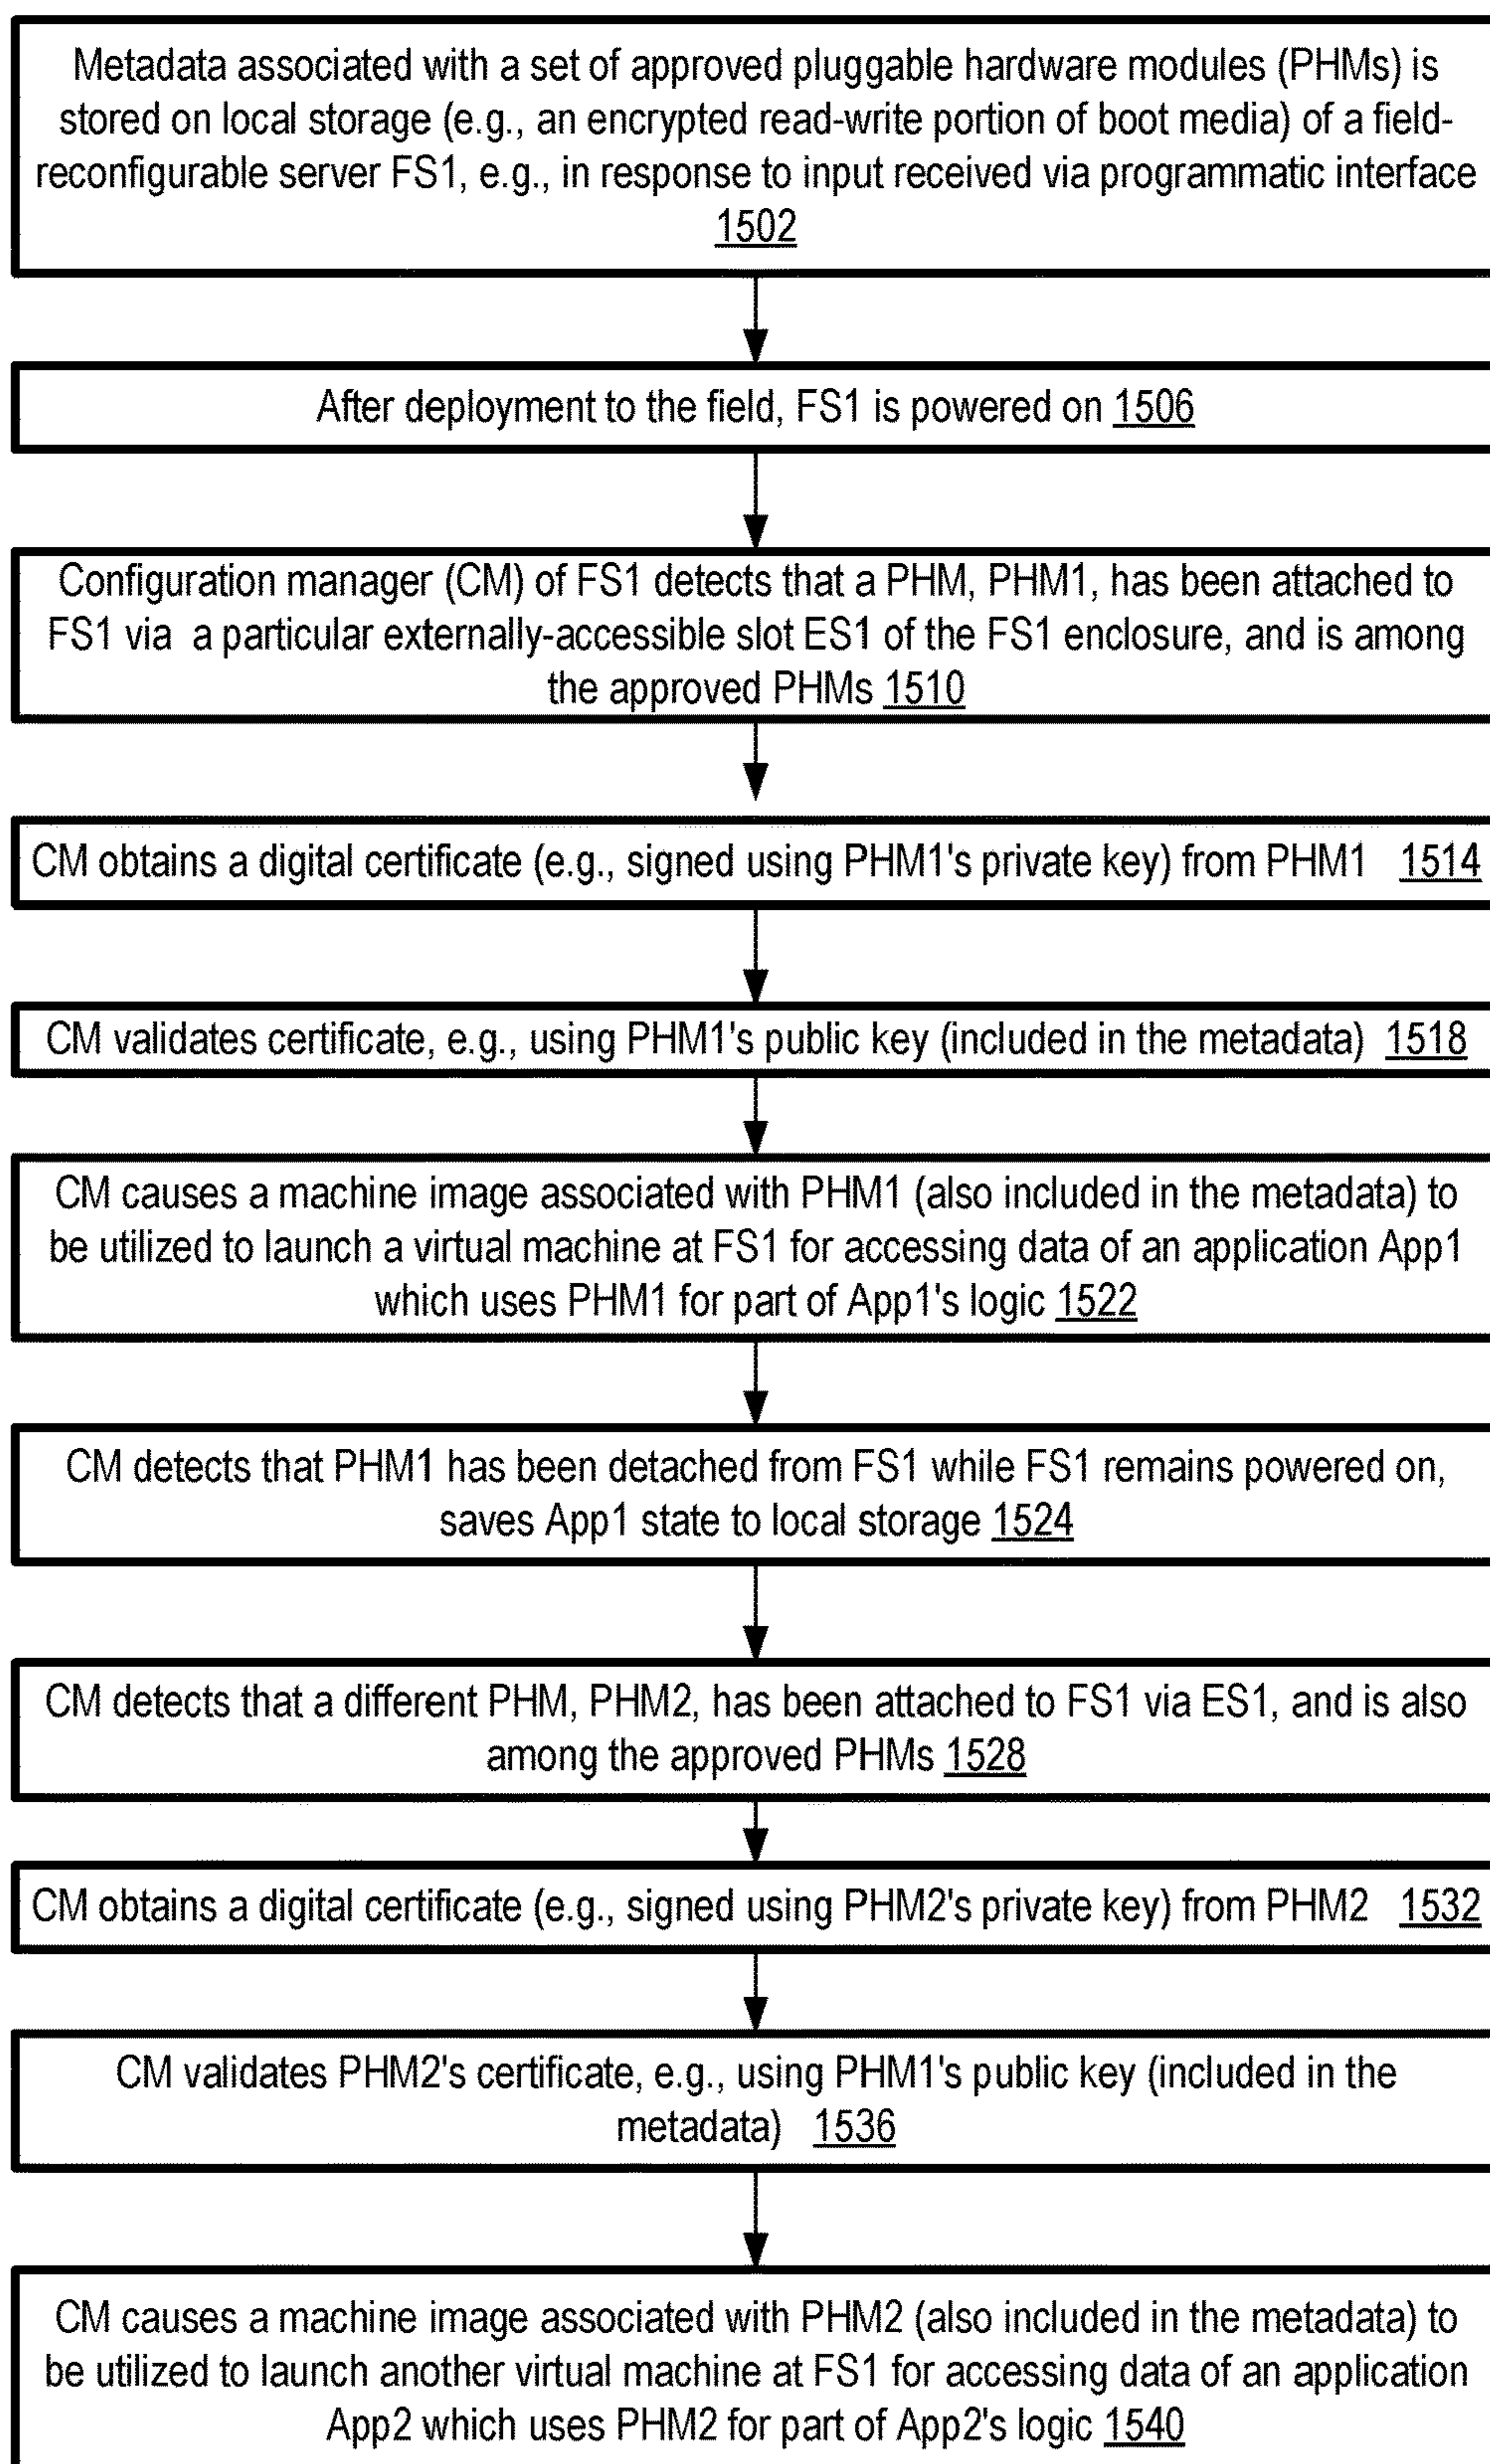 Metadata associated with a set of approved pluggable hardware modules (PHMs) is
stored on local storage (e.g., an encrypted read-write portion of boot media) of a field-
reconfigurable server FS1, e.g., in response to input received via programmatic interface
1502
After deployment to the field, FS1 is powered on 1506
Configuration manager (CM) of FS1 detects that a PHM, PHM1, has been attached to
FS1 via a particular externally-accessible slot ES1 of the FS1 enclosure, and is among
the approved PHMs 1510
CM obtains a digital certificate (e.g., signed using PHM1's private key) from PHM1 1514
CM validates certificate, e.g., using PHM1's public key (included in the metadata) 1518
CM causes a machine image associated with PHM1 (also included in the metadata) to
be utilized to launch a virtual machine at FS1 for accessing data of an application App1
which uses PHM1 for part of App1's logic 1522
CM detects that PHM1 has been detached from FS1 while FS1 remains powered on,
saves App1 state to local storage 1524
CM detects that a different PHM, PHM2, has been attached to FS1 via ES1, and is also
among the approved PHMs 1528
CM obtains a digital certificate (e.g., signed using PHM2's private key) from PHM2 1532
CM validates PHM2's certificate, e.g., using PHM1's public key (included in the
metadata) 1536
CM causes a machine image associated with PHM2 (also included in the metadata) to
be utilized to launch another virtual machine at FS1 for accessing data of an application
App2 which uses PHM2 for part of App2's logic 1540